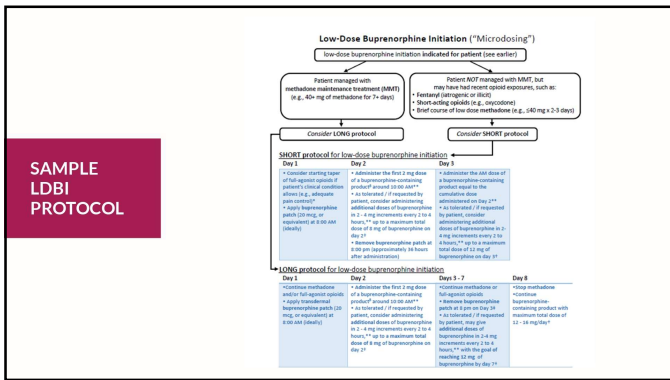 SAMPLE
LDBI
PROTOCOL
Low-Dose Buprenorphine Initiation ("Microdosing")
low-dose buprenorphine initiation indicated for patient (see earlier)
Patient managed with
methadone maintenance treatment (MMT)
(e.g., 40+ mg of methadone for 7+ days)
Patient NOT managed with MMT, but
may have had recent opioid exposures, such as:
• Fentanyl (iatrogenic or illicit)
• Short-acting opioids (e.g., oxycodone)
• Brief course of low dose methadone (e.g., ≤40 mg x 2-3 days)
Consider LONG protocol
Consider SHORT protocol
SHORT protocol for low-dose buprenorphine initiation
Day 1
• Consider starting taper
of full-agonist opioids if
patient's clinical condition
allows (e.g., adequate
pain control)*
• Apply buprenorphine
patch (20 mcg, or
equivalent) at 8:00 AM
(ideally)
Day 2
• Administer the first 2 mg dose
of a buprenorphine-containing
product around 10:00 AM**
• As tolerated / if requested by
patient, consider administering
additional doses of buprenorphine
in 2 - 4 mg increments every 2 to 4
hours,** up to a maximum total
dose of 8 mg of buprenorphine on
day 2
• Remove buprenorphine patch at
8:00 pm (approximately 36 hours
after administration)
Day 3
• Administer the AM dose of
a buprenorphine-containing
product equal to the
cumulative dose
administered on Day 2**
• As tolerated / if requested
by patient, consider
administering additional
doses of buprenorphine in 2-
4 mg increments every 2 to 4
hours,** up to a maximum
total dose of 12 mg of
buprenorphine on day 3
LONG protocol for low-dose buprenorphine initiation
Day 1
•Continue methadone
and/or full-agonist opioids
• Apply transdermal
buprenorphine patch (20
mcg, or equivalent) at
8:00 AM (ideally)
Day 2
• Administer the first 2 mg dose
of a buprenorphine-containing
product around 10:00 AM**
• As tolerated / if requested by
patient, consider administering
additional doses of buprenorphine
in 2 - 4 mg increments every 2 to 4
hours,** up to a maximum total
dose of 8 mg of buprenorphine on
day 2
Days 3 - 7
•Continue methadone or
full-agonist opioids
• Remove buprenorphine
patch at 8 pm on Day 3
• As tolerated / if requested
by patient, may give
additional doses of
buprenorphine in 2-4 mg
increments every 2 to 4
hours,** with the goal of
reaching 12 mg of
buprenorphine by day 7
Day 8
•Stop methadone
•Continue
buprenorphine-
containing product with
maximum total dose of
12 - 16 mg/day